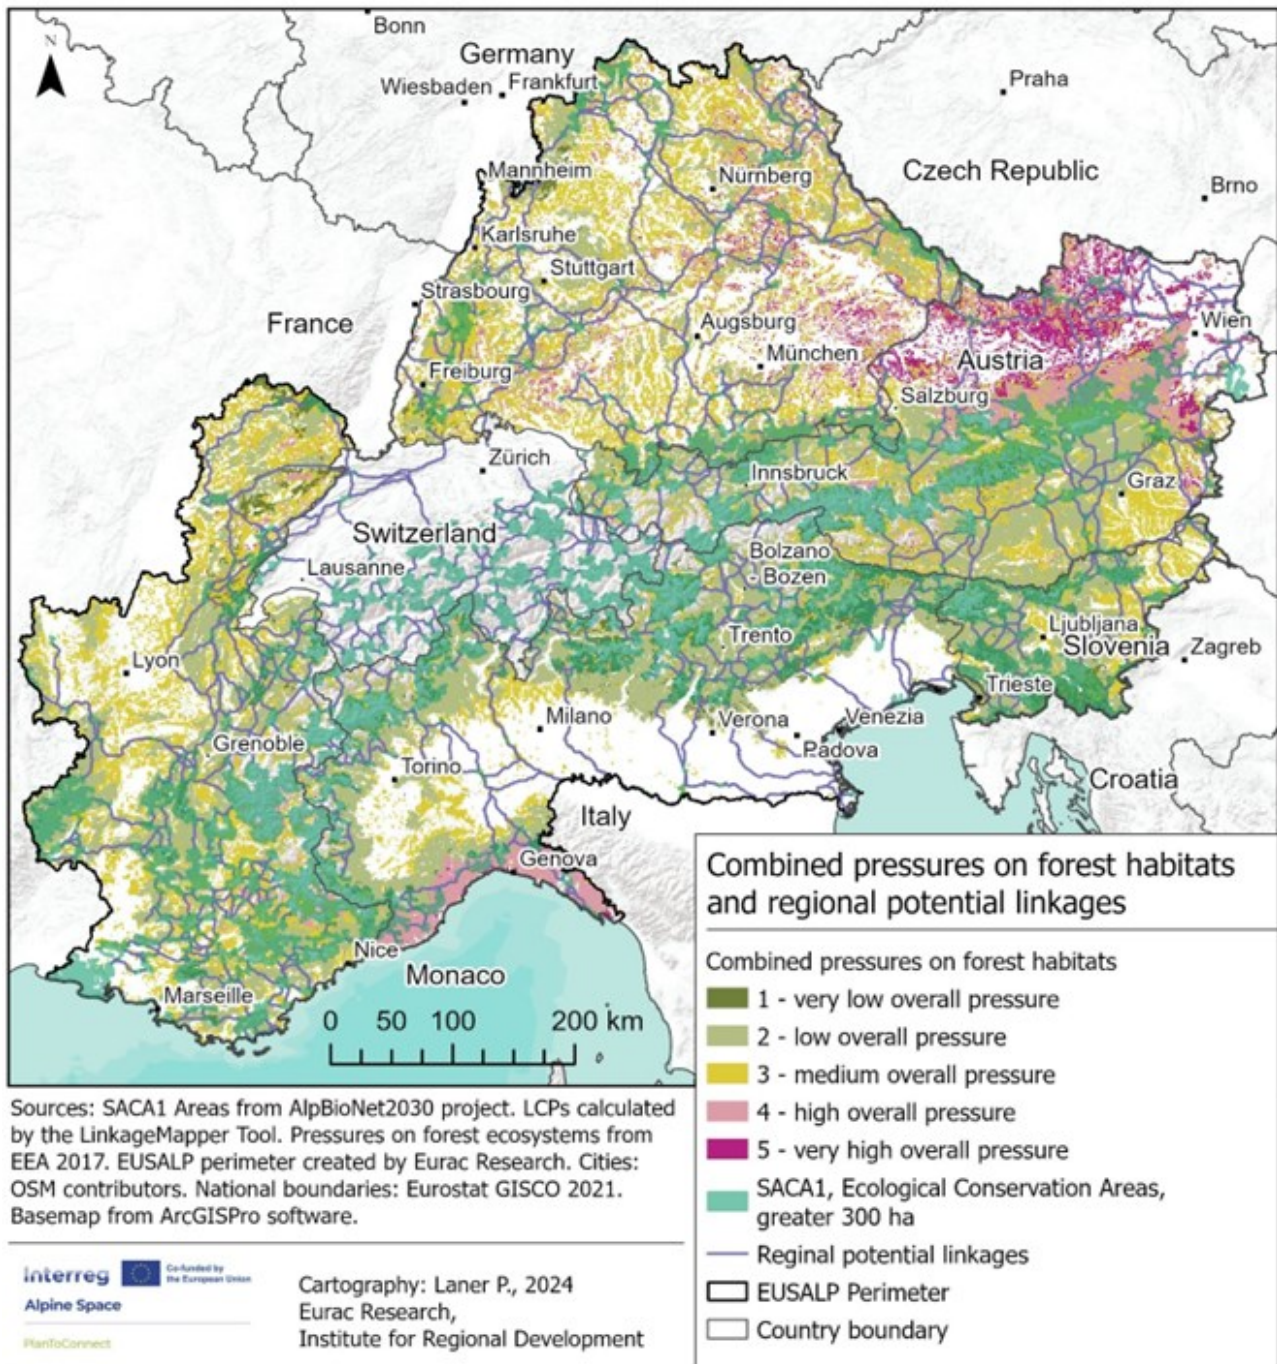 N
Bonn
Germany
Wiesbaden
Frankfurt
Praha
Mannheim
Nürnberg
Czech Republic
Brno
Karlsruhe
Stuttgart
Strasbourg
France
Augsburg
Wien
München
Austria
Freiburg
Salzburg
Zürich
Innsbruck
Graz
Switzerland
Bolzano
- Bozen
Lausanne
Trento
Ljubljana
Slovenia
Zagreb
Lyon
Trieste
Milano
Verona
Venezia
Grenoble
Padova
Torino
Croatia
Italy
Genova
Nice
Monaco
Marseille
0 50 100 200 km
Combined pressures on forest habitats
and regional potential linkages
Combined pressures on forest habitats
1 - very low overall pressure
2 - low overall pressure
3 - medium overall pressure
4 - high overall pressure
5 - very high overall pressure
SACA1, Ecological Conservation Areas,
greater 300 ha
Reginal potential linkages
EUSALP Perimeter
Country boundary
Sources: SACA1 Areas from AlpBioNet2030 project. LCPs calculated
by the LinkageMapper Tool. Pressures on forest ecosystems from
EEA 2017. EUSALP perimeter created by Eurac Research. Cities:
OSM contributors. National boundaries: Eurostat GISCO 2021.
Basemap from ArcGISPro software.
Interreg
Co-funded by
the European Union
Alpine Space
PlanToConnect
Cartography: Laner P., 2024
Eurac Research,
Institute for Regional Development